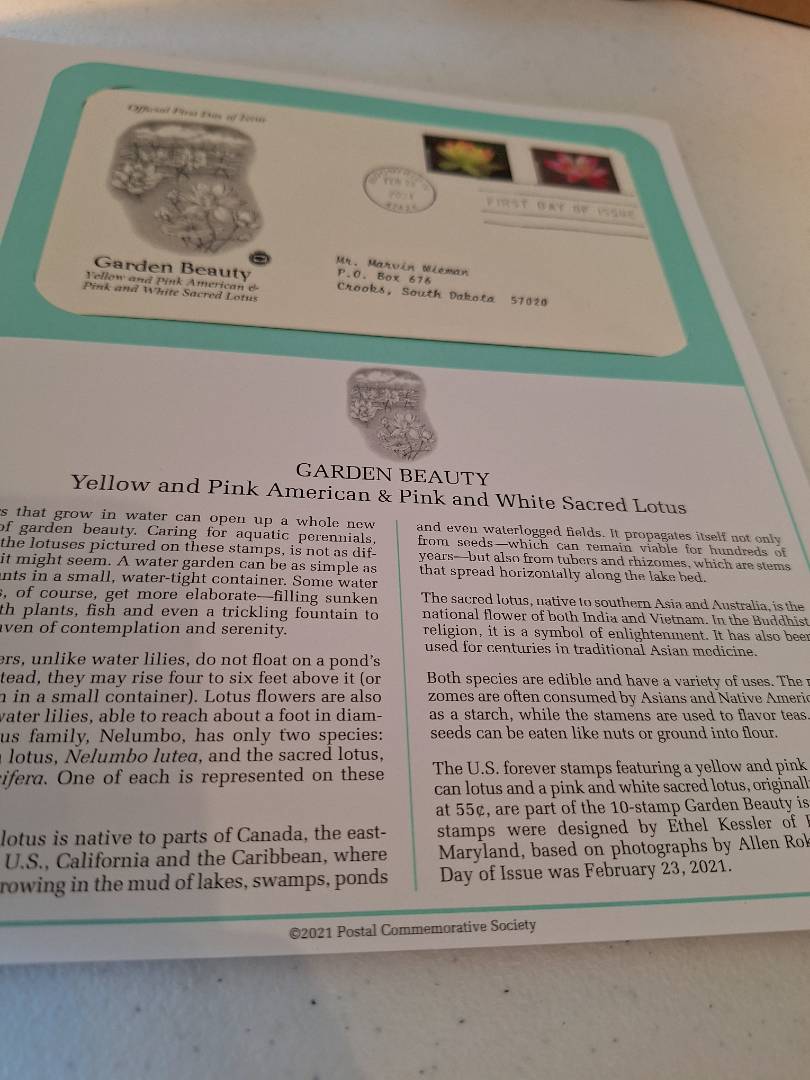 Official First Day of Issue
FEB 23
2021
FIRST DAY OF ISSUE
Garden Beauty
Yellow and Pink American &
Pink and White Sacred Lotus
Mr. Marvin Wieman
P.O. Box 676
Crooks, South Dakota 57020
GARDEN BEAUTY
Yellow and Pink American & Pink and White Sacred Lotus
s that grow in water can open up a whole new
of garden beauty. Caring for aquatic perennials,
the lotuses pictured on these stamps, is not as dif-
it might seem. A water garden can be as simple as
nts in a small, water-tight container. Some water
s, of course, get more elaborate—filling sunken
th plants, fish and even a trickling fountain to
ven of contemplation and serenity.
ers, unlike water lilies, do not float on a pond's
tead, they may rise four to six feet above it (or
n in a small container). Lotus flowers are also
vater lilies, able to reach about a foot in diam-
us family, Nelumbo, has only two species:
lotus, Nelumbo lutea, and the sacred lotus,
cifera. One of each is represented on these
lotus is native to parts of Canada, the east-
U.S., California and the Caribbean, where
rowing in the mud of lakes, swamps, ponds
and even waterlogged fields. It propagates itself not only
from seeds—which can remain viable for hundreds of
years—but also from tubers and rhizomes, which are stems
that spread horizontally along the lake bed.
The sacred lotus, native to southern Asia and Australia, is the
national flower of both India and Vietnam. In the Buddhist
religion, it is a symbol of enlightenment. It has also been
used for centuries in traditional Asian medicine.
Both species are edible and have a variety of uses. The r
zomes are often consumed by Asians and Native Americ
as a starch, while the stamens are used to flavor teas.
seeds can be eaten like nuts or ground into flour.
The U.S. forever stamps featuring a yellow and pink
can lotus and a pink and white sacred lotus, originall
at 55¢, are part of the 10-stamp Garden Beauty is
stamps were designed by Ethel Kessler of
Maryland, based on photographs by Allen Rok
Day of Issue was February 23, 2021.
©2021 Postal Commemorative Society